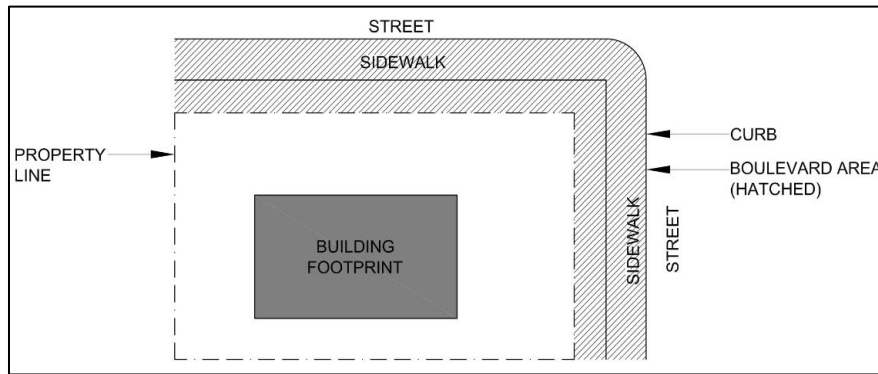 STREET
SIDEWALK
CURB
PROPERTY
LINE
BOULEVARD AREA
(HATCHED)
SIDEWALK
STREET
BUILDING
FOOTPRINT